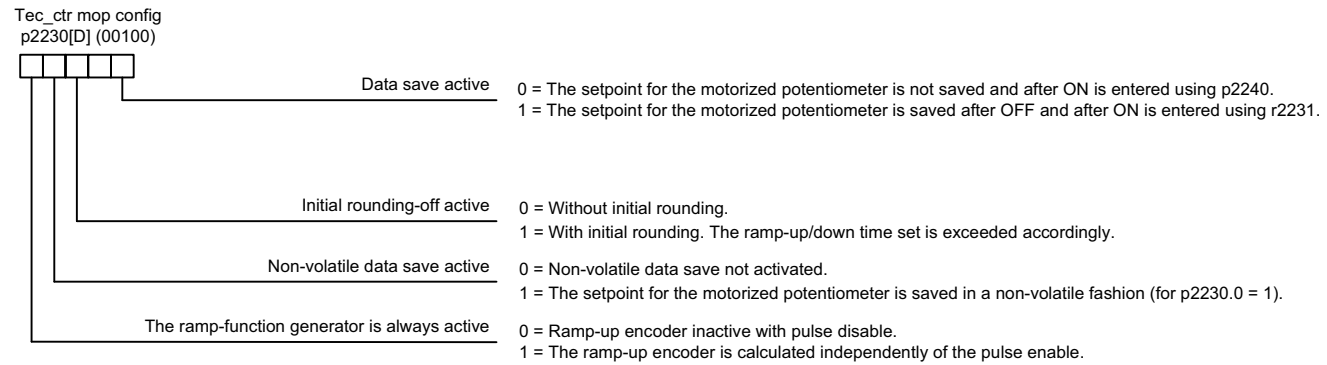 Tec_ctr mop config
p2230[D] (00100)
Data save active
0 = The setpoint for the motorized potentiometer is not saved and after ON is entered using p2240.
1 = The setpoint for the motorized potentiometer is saved after OFF and after ON is entered using r2231.
Initial rounding-off active
0 = Without initial rounding.
1 = With initial rounding. The ramp-up/down time set is exceeded accordingly.
Non-volatile data save active
0 = Non-volatile data save not activated.
1 = The setpoint for the motorized potentiometer is saved in a non-volatile fashion (for p2230.0 = 1).
The ramp-function generator is always active
0 = Ramp-up encoder inactive with pulse disable.
1 = The ramp-up encoder is calculated independently of the pulse enable.